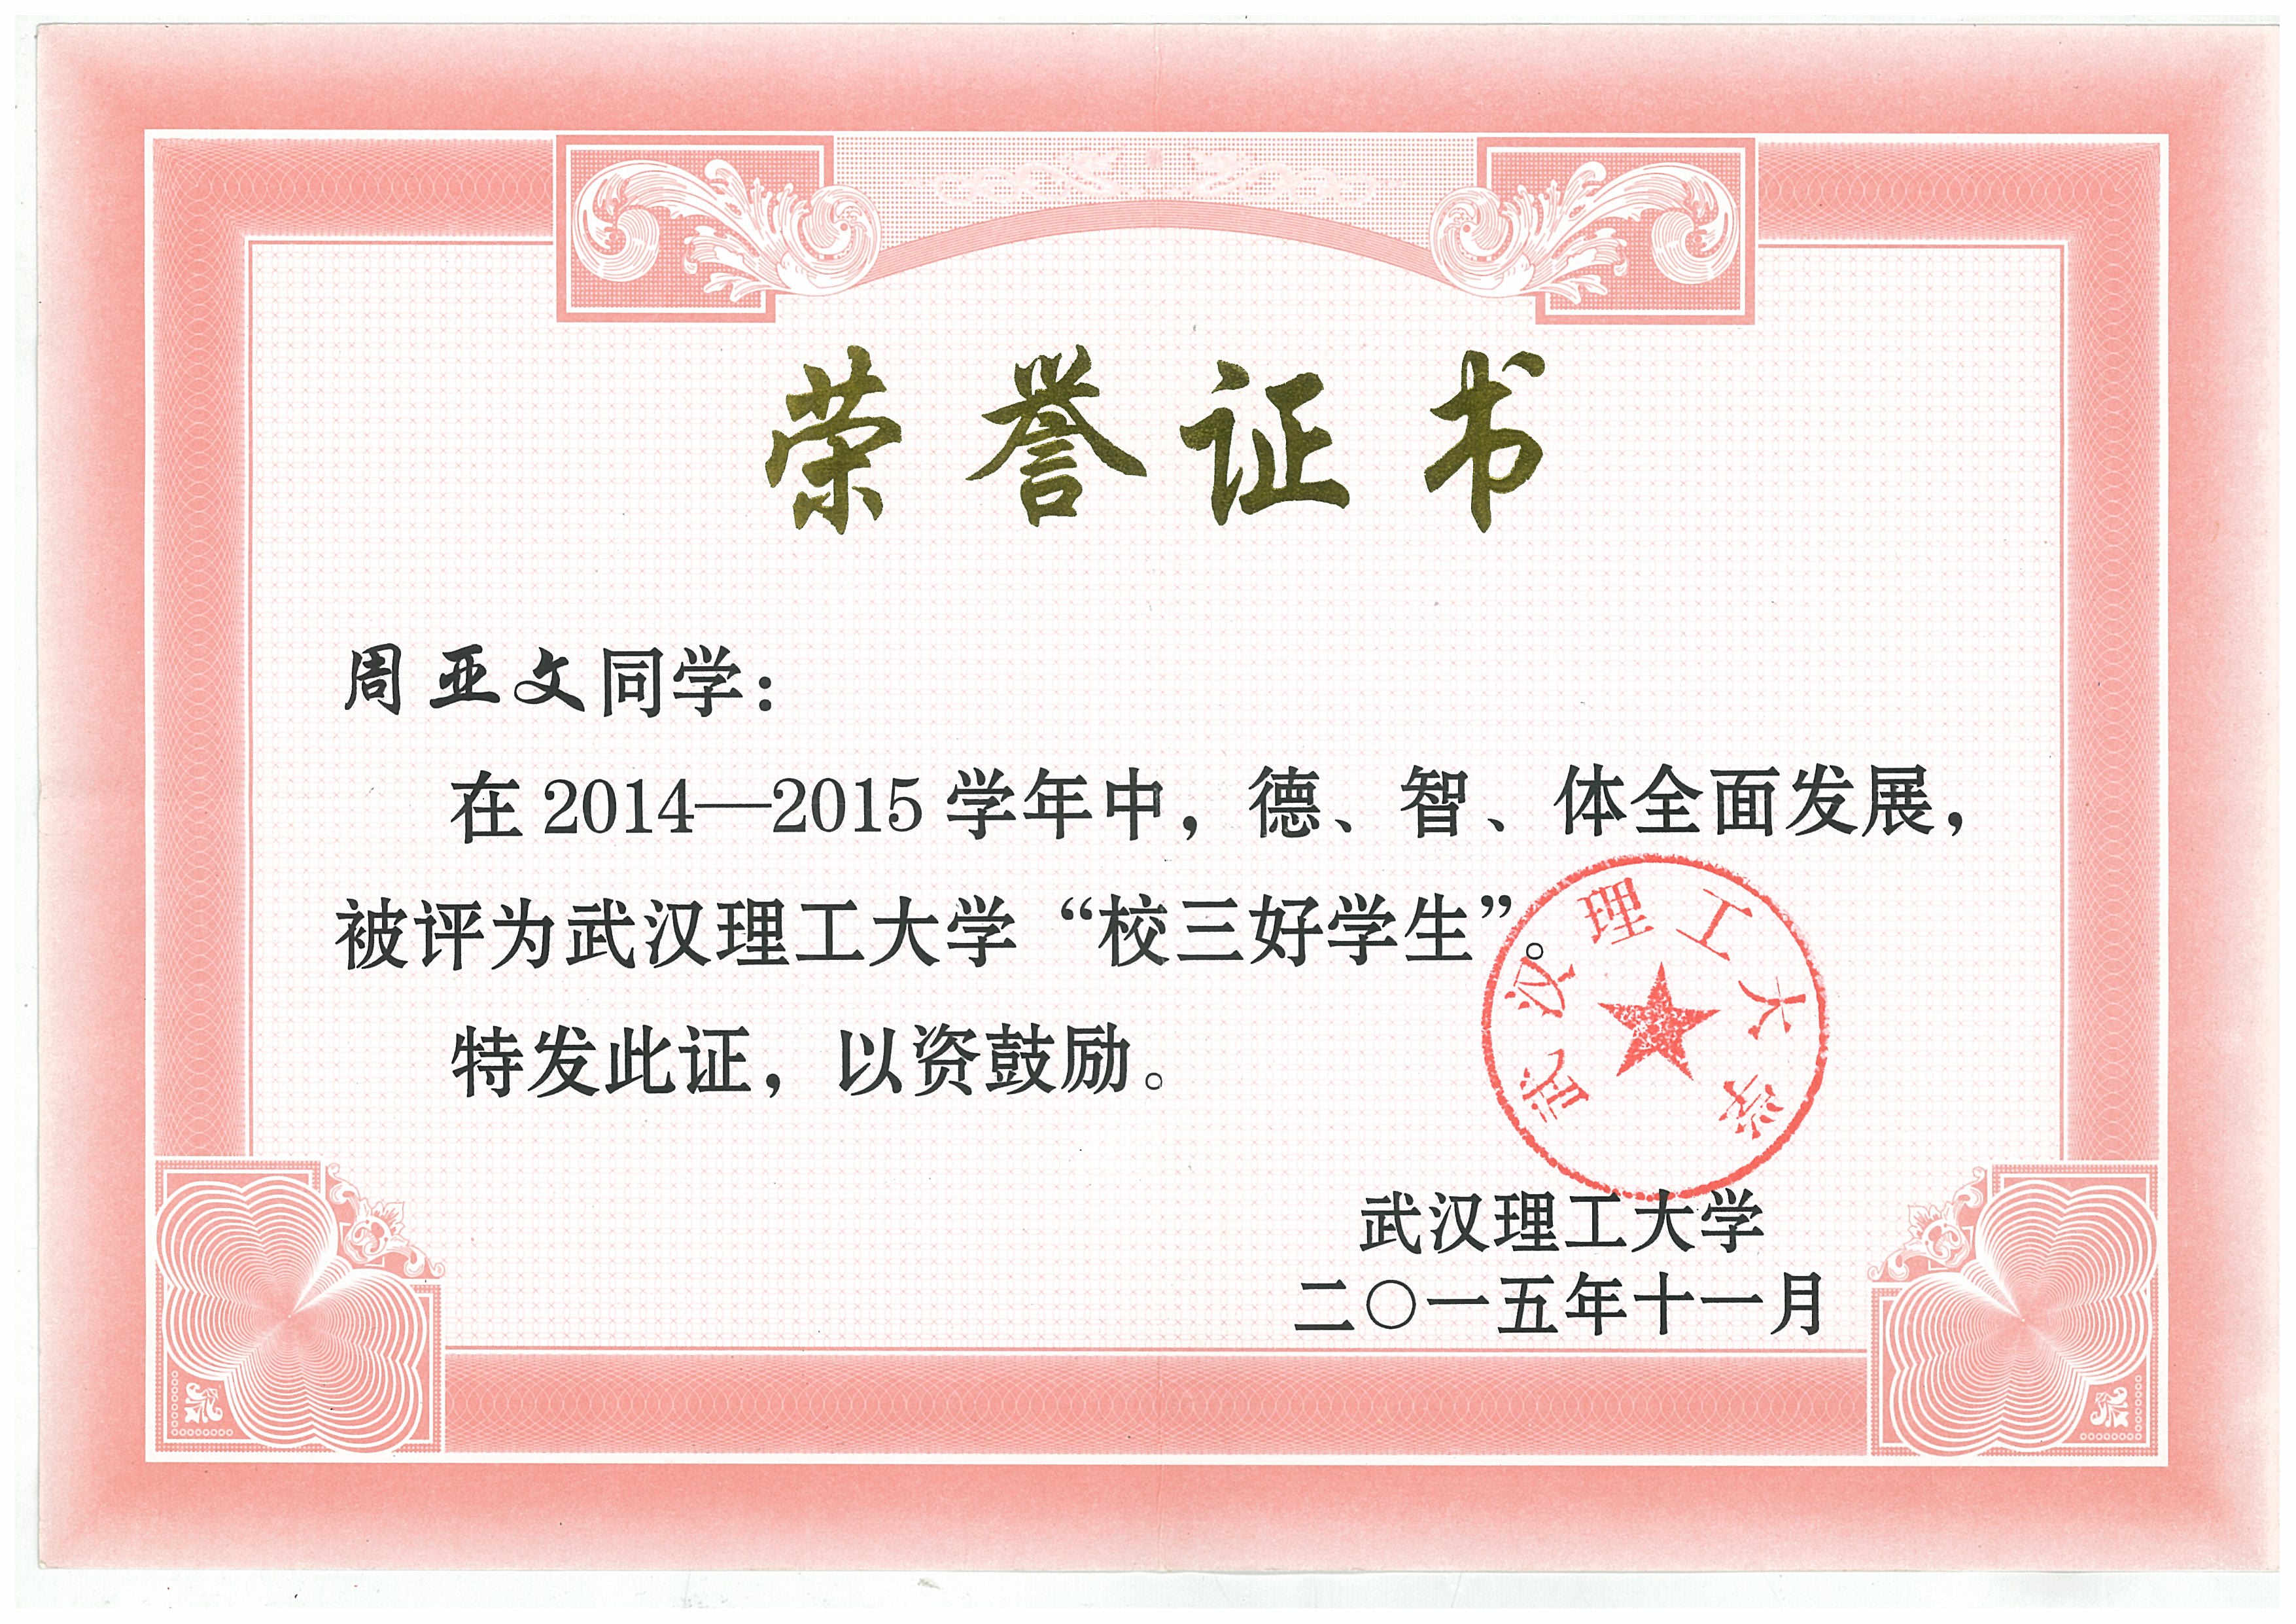 荣誉证书
周亚文同学：
在2014—2015学年中，德、智、体全面发展，
被评为武汉理工大学“校三好学生”。
特发此证，以资鼓励。
武汉理工大学
武汉理工大学
二〇一五年十一月